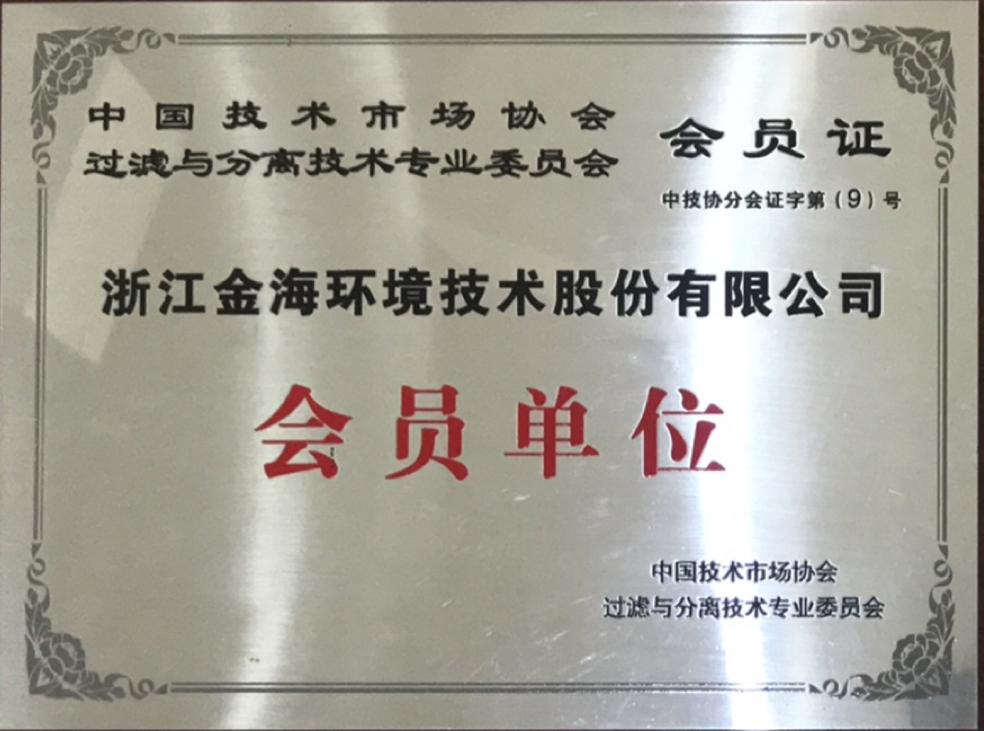 中国技术市场协会
过滤与分离技术专业委员会
会员证
中技协分会证字第（9）号
浙江金海环境技术股份有限公司
会员单位
中国技术市场协会
过滤与分离技术专业委员会